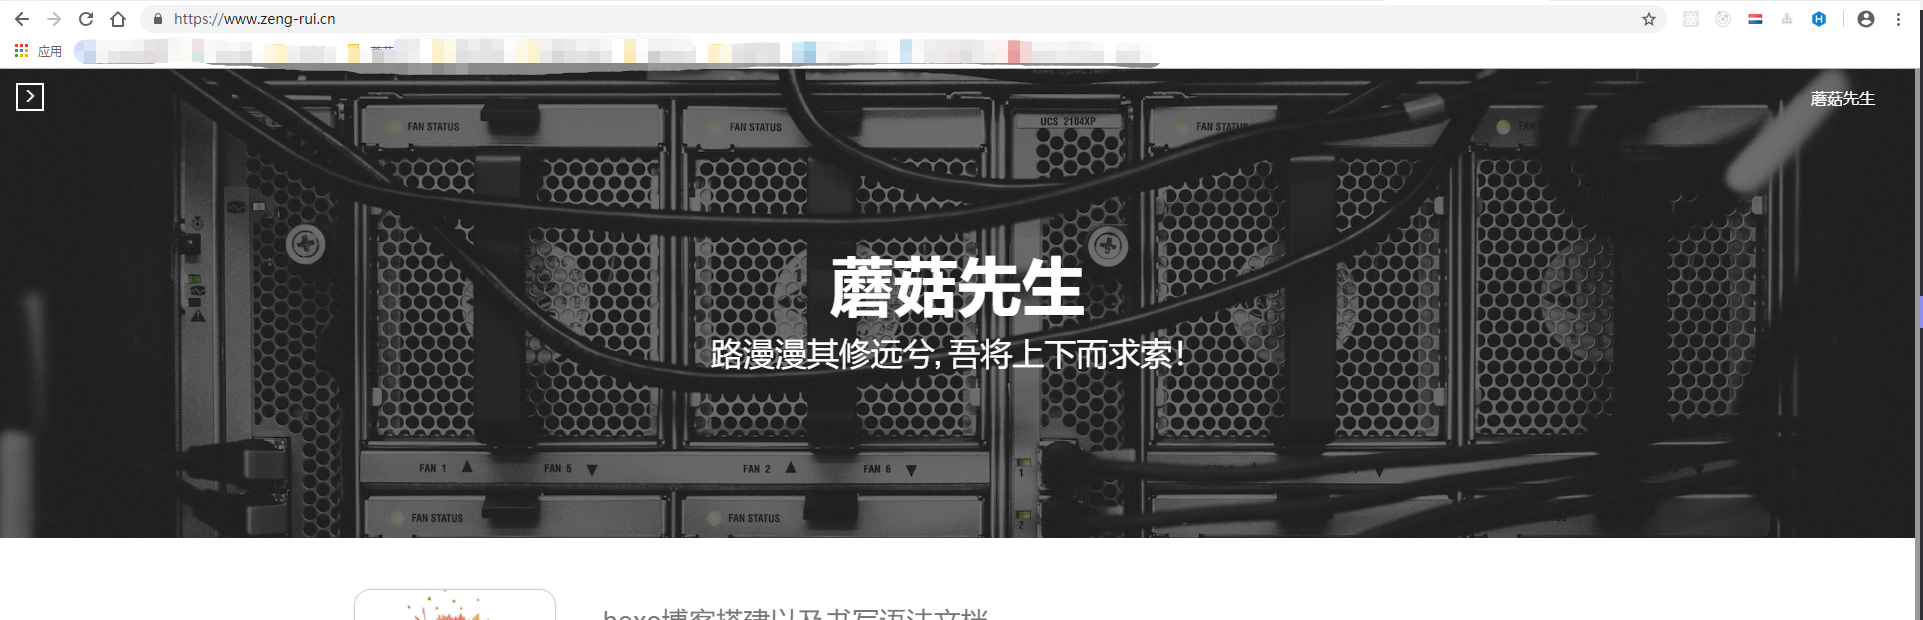 https://www.zeng-rui.cn
应用
蘑菇先生
FAN STATUS
FAN STATUS
UCS 2104XP
FAN STATUS
FAN
蘑菇先生
路漫漫其修远兮, 吾将上下而求索!
FAN 1 ▲ FAN 5 ▼ FAN 2 ▲ FAN 6 ▼
1
FAN STATUS
FAN STATUS
2
hexo博客搭建以及书写语法文档